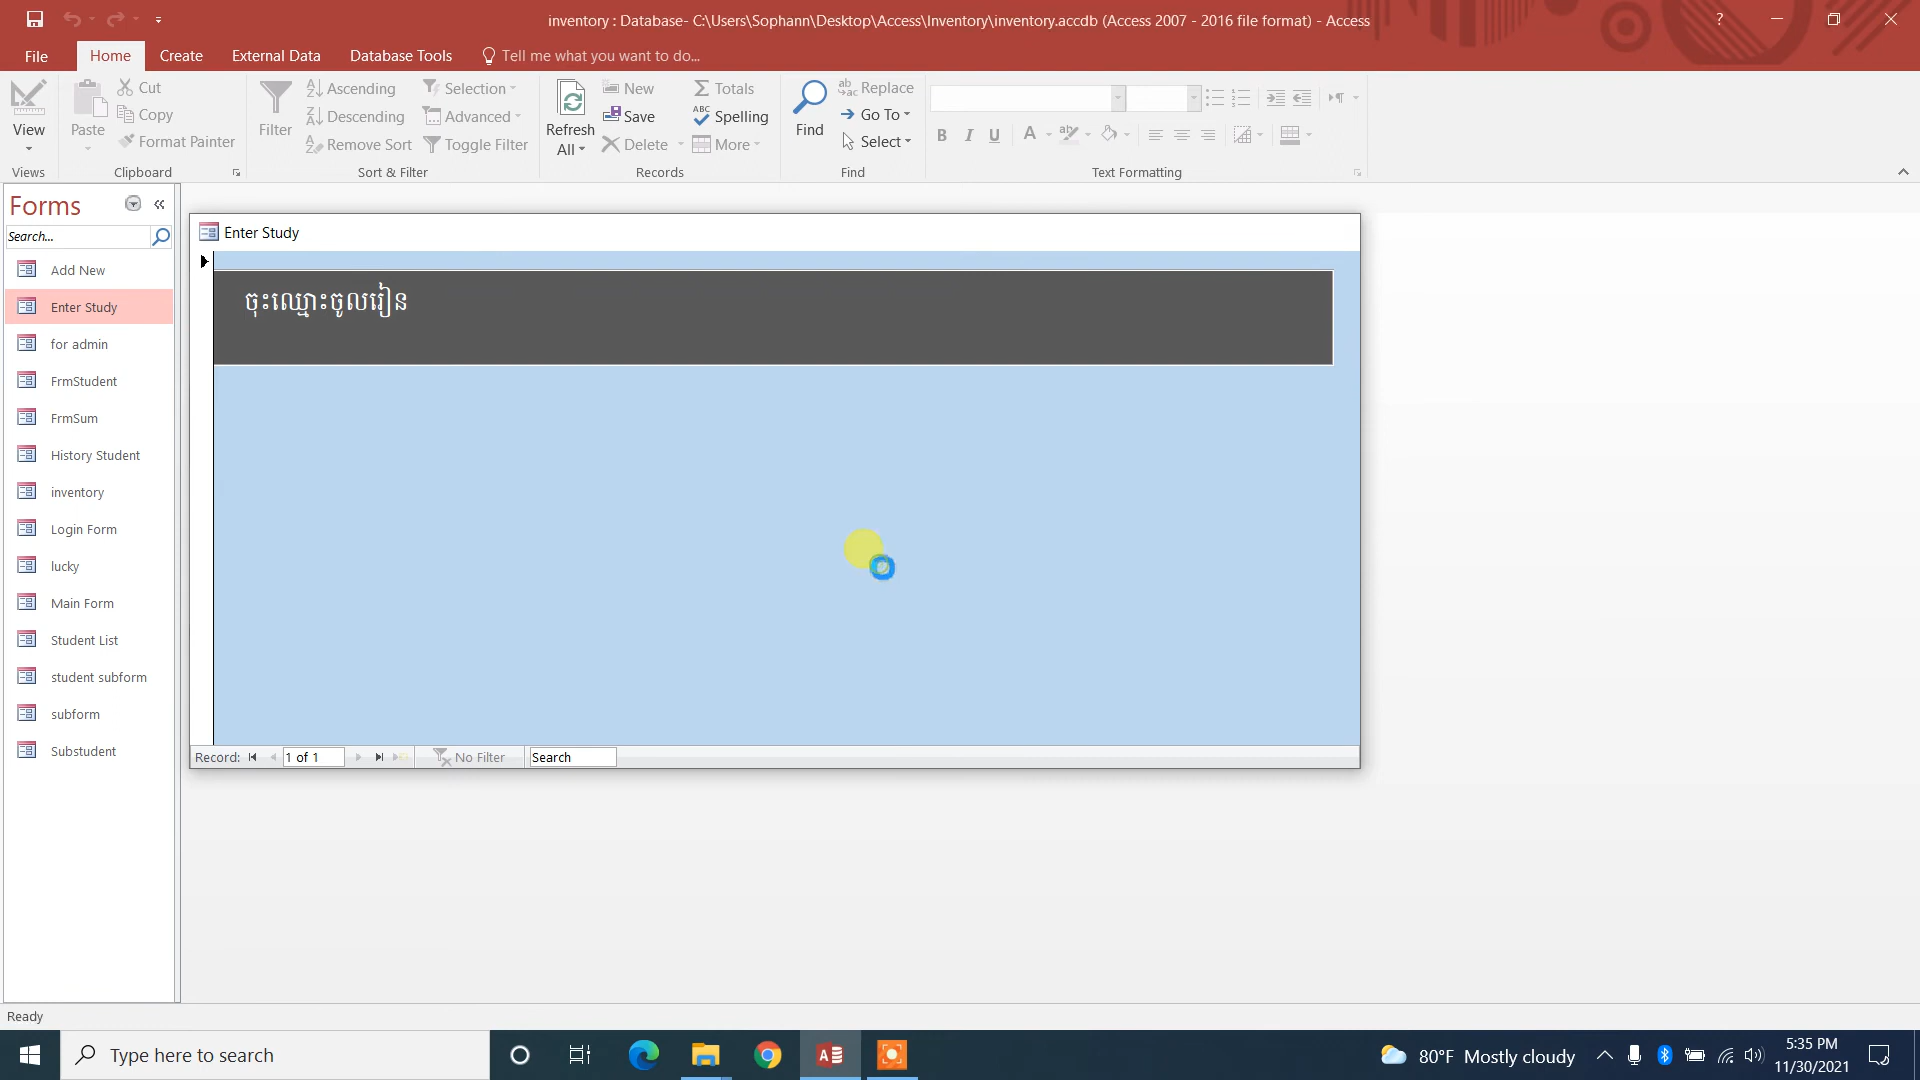 inventory : Database- C:\Users\Sophann\Desktop\Access\Inventory\inventory.accdb (Access 2007 - 2016 file format) - Access
File Home Create External Data Database Tools Tell me what you want to do...
View
Views
Paste
Cut
Copy
Format Painter
Clipboard
Filter
Ascending
Descending
Remove Sort
Selection
Advanced
Toggle Filter
Sort & Filter
Refresh
All
New
Save
Delete
Totals
Spelling
More
Records
Find
Replace
Go To
Select
Find
B I U
Text Formatting
Forms
Search...
Add New
Enter Study
for admin
FrmStudent
FrmSum
History Student
inventory
Login Form
lucky
Main Form
Student List
student subform
subform
Substudent
Enter Study
ចុះឈ្មោះចូលរៀន
Record: 1 of 1 No Filter Search
Ready
Type here to search
80°F Mostly cloudy
5:35 PM
11/30/2021